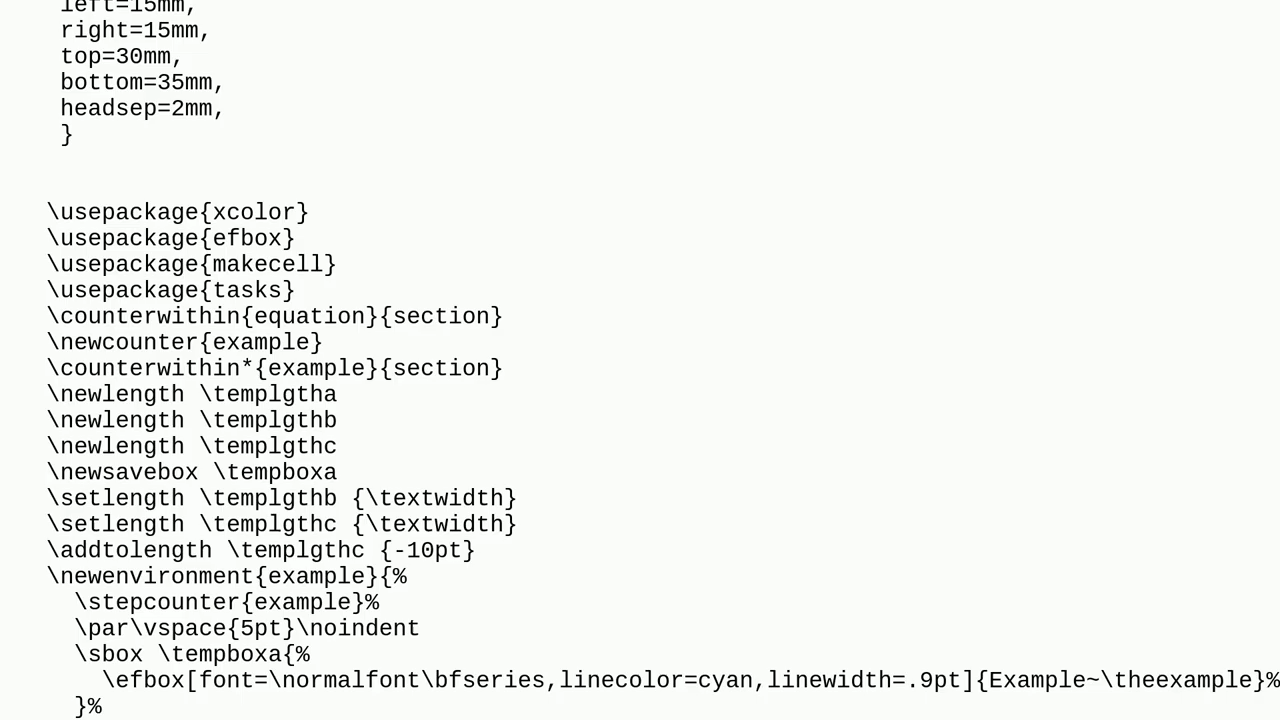 left=15mm,
right=15mm,
top=30mm,
bottom=35mm,
headsep=2mm,
}
\usepackage{xcolor}
\usepackage{efbox}
\usepackage{makecell}
\usepackage{tasks}
\counterwithin{equation}{section}
\newcounter{example}
\counterwithin*{example}{section}
\newlength \templgtha
\newlength \templgthb
\newlength \templgthc
\newsavebox \tempboxa
\setlength \templgthb {\textwidth}
\setlength \templgthc {\textwidth}
\addtolength \templgthc {-10pt}
\newenvironment{example}{%
\stepcounter{example}%
\par\vspace{5pt}\noindent
\sbox \tempboxa{%
\efbox[font=\normalfont\bfseries,linecolor=cyan,linewidth=.9pt]{Example~\theexample}%
}%